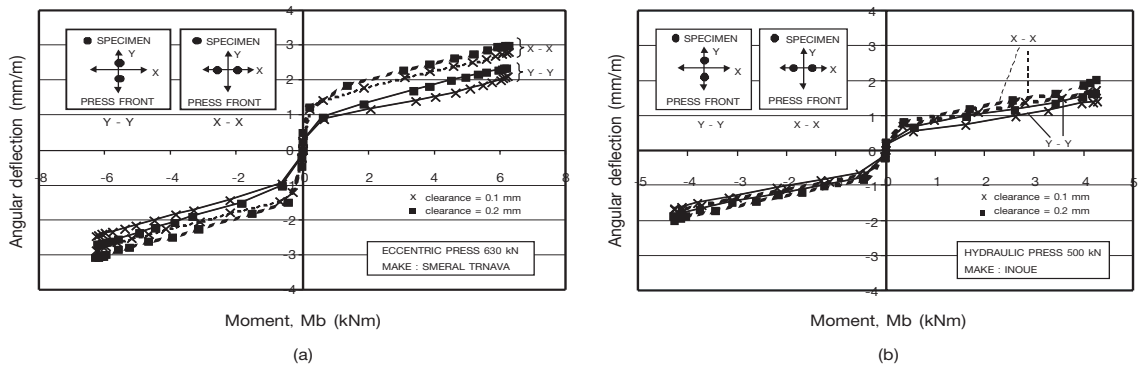 4
3
2
1
0
-1
-2
-3
-4
-8
-6
-4
-2
0
2
4
6
8
Angular deflection (mm/m)
SPECIMEN
Y
X
PRESS FRONT
Y - Y
SPECIMEN
Y
X
PRESS FRONT
X - X
X - X
Y - Y
× clearance = 0.1 mm
■ clearance = 0.2 mm
ECCENTRIC PRESS 630 kN
MAKE : SMERAL TRNAVA
Moment, Mb (kNm)
(a)
4
3
2
1
0
-1
-2
-3
-4
-5
-4
-3
-2
-1
0
1
2
3
4
5
Angular deflection (mm/m)
SPECIMEN
Y
X
PRESS FRONT
Y - Y
SPECIMEN
Y
X
PRESS FRONT
X - X
X - X
Y - Y
× clearance = 0.1 mm
■ clearance = 0.2 mm
HYDRAULIC PRESS 500 kN
MAKE : INOUE
Moment, Mb (kNm)
(b)